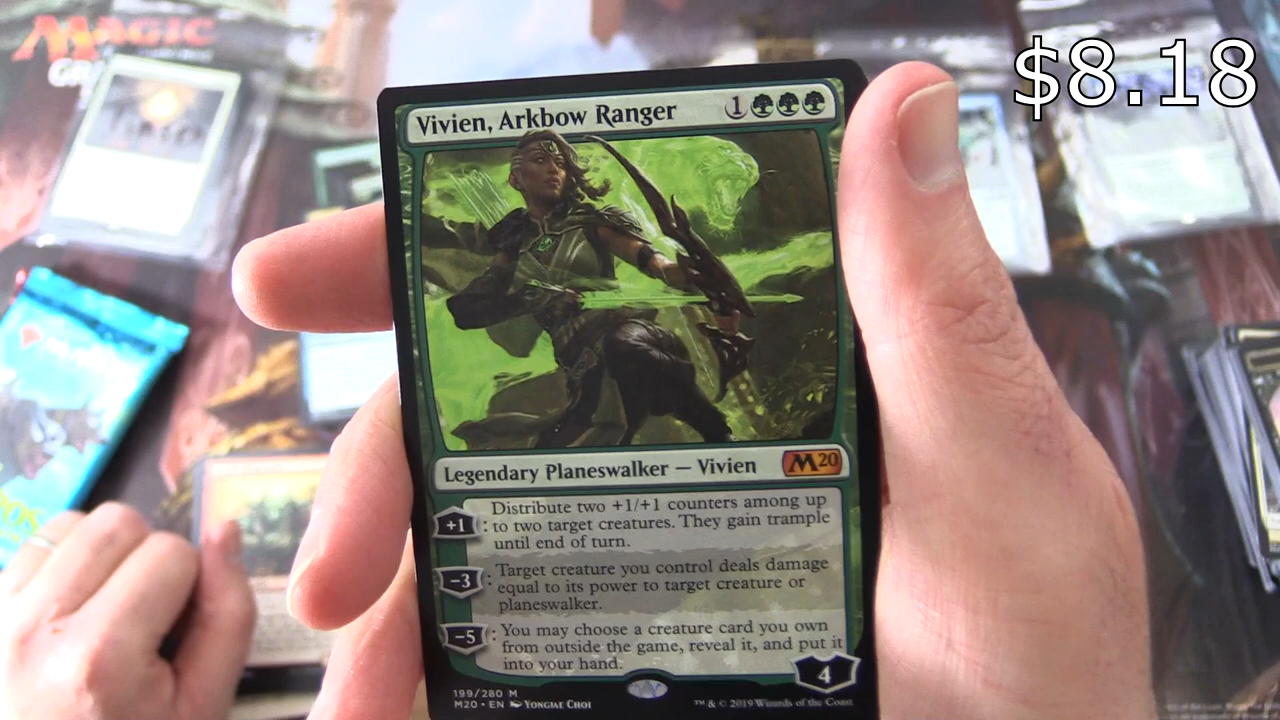 MAGIC
$8.18
Vivien, Arkbow Ranger 1
Legendary Planeswalker — Vivien M20
+1: Distribute two +1/+1 counters among up
to two target creatures. They gain trample
until end of turn.
−3: Target creature you control deals damage
equal to its power to target creature or
planeswalker.
−5: You may choose a creature card you own
from outside the game, reveal it, and put it
into your hand.
4
199/280 M
M20 • EN Yongjae Choi
™ & © 2019 Wizards of the Coast